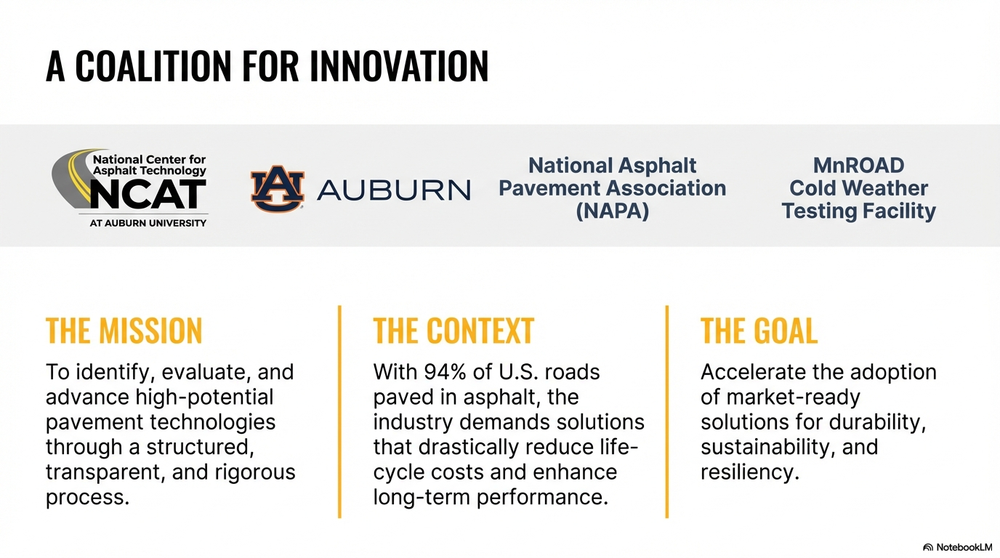 A COALITION FOR INNOVATION
National Center for
Asphalt Technology
NCAT
AT AUBURN UNIVERSITY
AU
AUBURN
National Asphalt
Pavement Association
(NAPA)
MnROAD
Cold Weather
Testing Facility
THE MISSION
To identify, evaluate, and
advance high-potential
pavement technologies
through a structured,
transparent, and rigorous
process.
THE CONTEXT
With 94% of U.S. roads
paved in asphalt, the
industry demands solutions
that drastically reduce life-
cycle costs and enhance
long-term performance.
THE GOAL
Accelerate the adoption
of market-ready
solutions for durability,
sustainability, and
resiliency.
NotebookLM